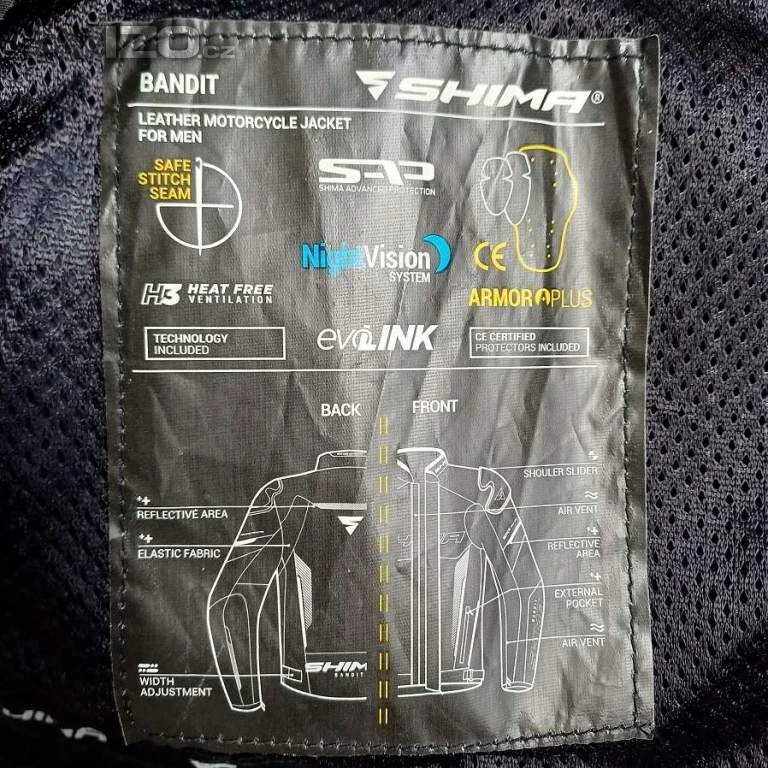 BANDIT
SHIMA®
LEATHER MOTORCYCLE JACKET
FOR MEN
SAFE
STITCH
SEAM
SAP
SHIMA ADVANCED PROTECTION
NightVision
SYSTEM
CE
ARMOR PLUS
H3 HEAT FREE
VENTILATION
TECHNOLOGY
INCLUDED
evoLINK
CE CERTIFIED
PROTECTORS INCLUDED
BACK
FRONT
SHOULER SLIDER
REFLECTIVE AREA
AIR VENT
ELASTIC FABRIC
REFLECTIVE
AREA
EXTERNAL
POCKET
AIR VENT
SHIM
BANDIT
WIDTH
ADJUSTMENT